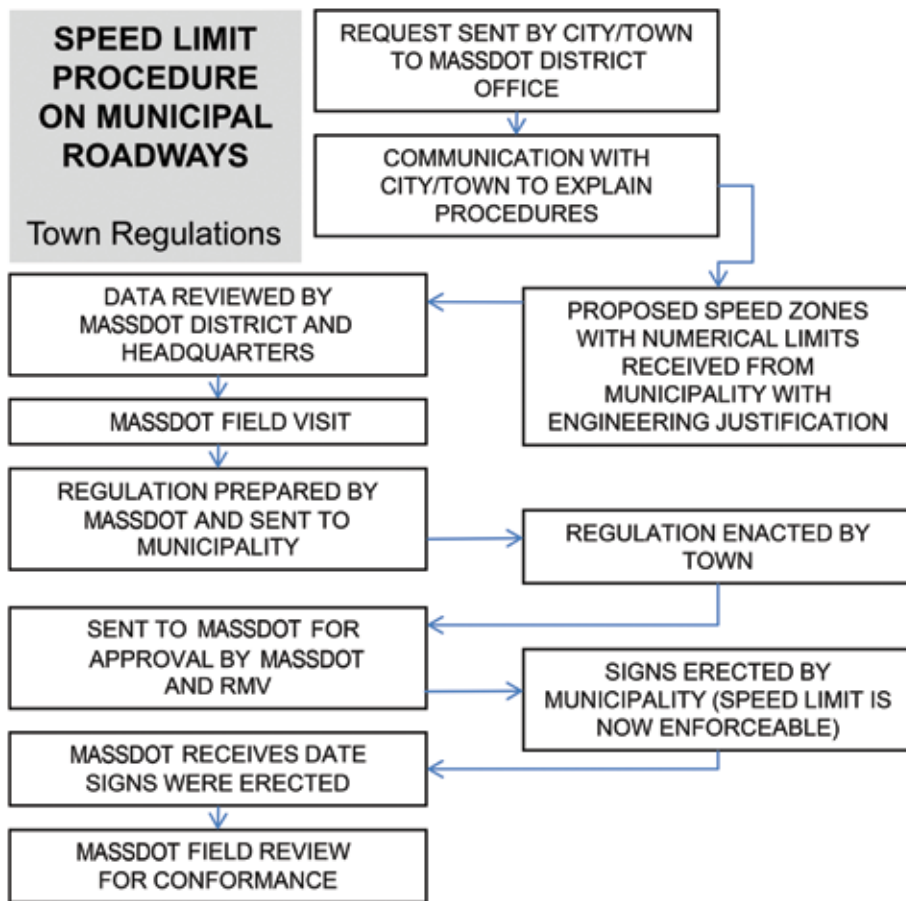 SPEED LIMIT
PROCEDURE
ON MUNICIPAL
ROADWAYS
Town Regulations
REQUEST SENT BY CITY/TOWN
TO MASSDOT DISTRICT
OFFICE
COMMUNICATION WITH
CITY/TOWN TO EXPLAIN
PROCEDURES
PROPOSED SPEED ZONES
WITH NUMERICAL LIMITS
RECEIVED FROM
MUNICIPALITY WITH
ENGINEERING JUSTIFICATION
DATA REVIEWED BY
MASSDOT DISTRICT AND
HEADQUARTERS
MASSDOT FIELD VISIT
REGULATION PREPARED BY
MASSDOT AND SENT TO
MUNICIPALITY
REGULATION ENACTED BY
TOWN
SENT TO MASSDOT FOR
APPROVAL BY MASSDOT
AND RMV
SIGNS ERECTED BY
MUNICIPALITY (SPEED LIMIT IS
NOW ENFORCEABLE)
MASSDOT RECEIVES DATE
SIGNS WERE ERECTED
MASSDOT FIELD REVIEW
FOR CONFORMANCE